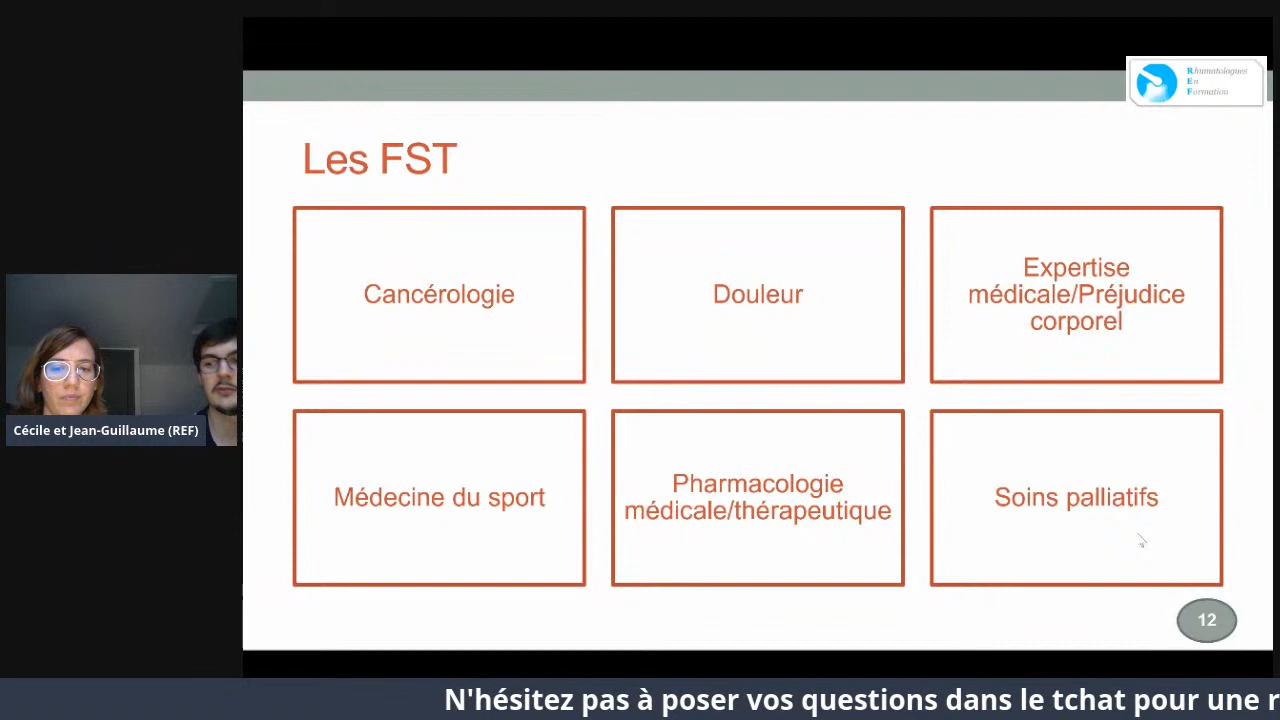 Rhumatologues
En
Formation
Les FST
Cancérologie
Douleur
Expertise
médicale/Préjudice
corporel
Médecine du sport
Pharmacologie
médicale/thérapeutique
Soins palliatifs
12
Cécile et Jean-Guillaume (REF)
N'hésitez pas à poser vos questions dans le tchat pour une